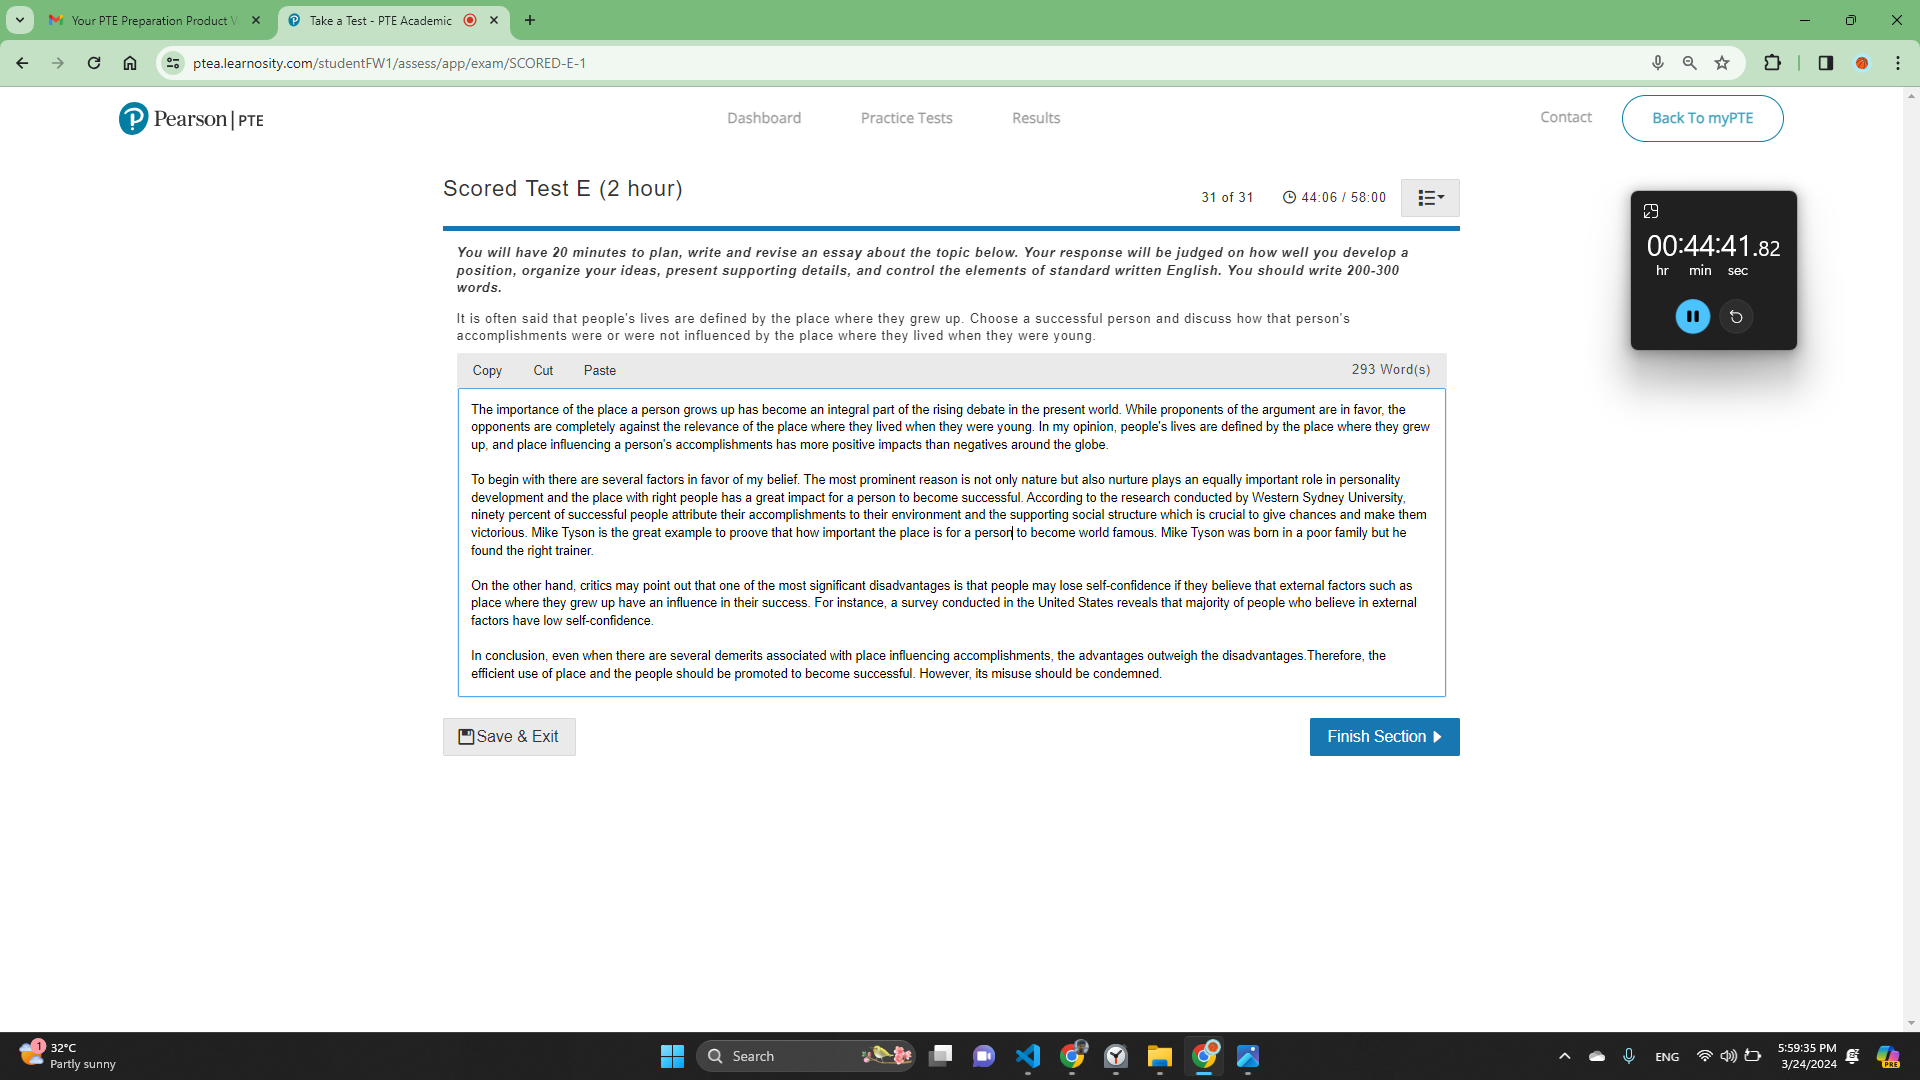 Your PTE Preparation Product V
Take a Test - PTE Academic
ptea.learnosity.com/studentFW1/assess/app/exam/SCORED-E-1
Pearson | PTE
Dashboard Practice Tests Results Contact Back To myPTE
Scored Test E (2 hour)
31 of 31 44:06 / 58:00
00:44:41.82
hr min sec
You will have 20 minutes to plan, write and revise an essay about the topic below. Your response will be judged on how well you develop a
position, organize your ideas, present supporting details, and control the elements of standard written English. You should write 200-300
words.
It is often said that people's lives are defined by the place where they grew up. Choose a successful person and discuss how that person's
accomplishments were or were not influenced by the place where they lived when they were young.
Copy Cut Paste 293 Word(s)
The importance of the place a person grows up has become an integral part of the rising debate in the present world. While proponents of the argument are in favor, the
opponents are completely against the relevance of the place where they lived when they were young. In my opinion, people's lives are defined by the place where they grew
up, and place influencing a person's accomplishments has more positive impacts than negatives around the globe.
To begin with there are several factors in favor of my belief. The most prominent reason is not only nature but also nurture plays an equally important role in personality
development and the place with right people has a great impact for a person to become successful. According to the research conducted by Western Sydney University,
ninety percent of successful people attribute their accomplishments to their environment and the supporting social structure which is crucial to give chances and make them
victorious. Mike Tyson is the great example to proove that how important the place is for a person to become world famous. Mike Tyson was born in a poor family but he
found the right trainer.
On the other hand, critics may point out that one of the most significant disadvantages is that people may lose self-confidence if they believe that external factors such as
place where they grew up have an influence in their success. For instance, a survey conducted in the United States reveals that majority of people who believe in external
factors have low self-confidence.
In conclusion, even when there are several demerits associated with place influencing accomplishments, the advantages outweigh the disadvantages.Therefore, the
efficient use of place and the people should be promoted to become successful. However, its misuse should be condemned.
Save & Exit Finish Section
1 32°C
Partly sunny
Search
ENG
5:59:35 PM
3/24/2024
PRE